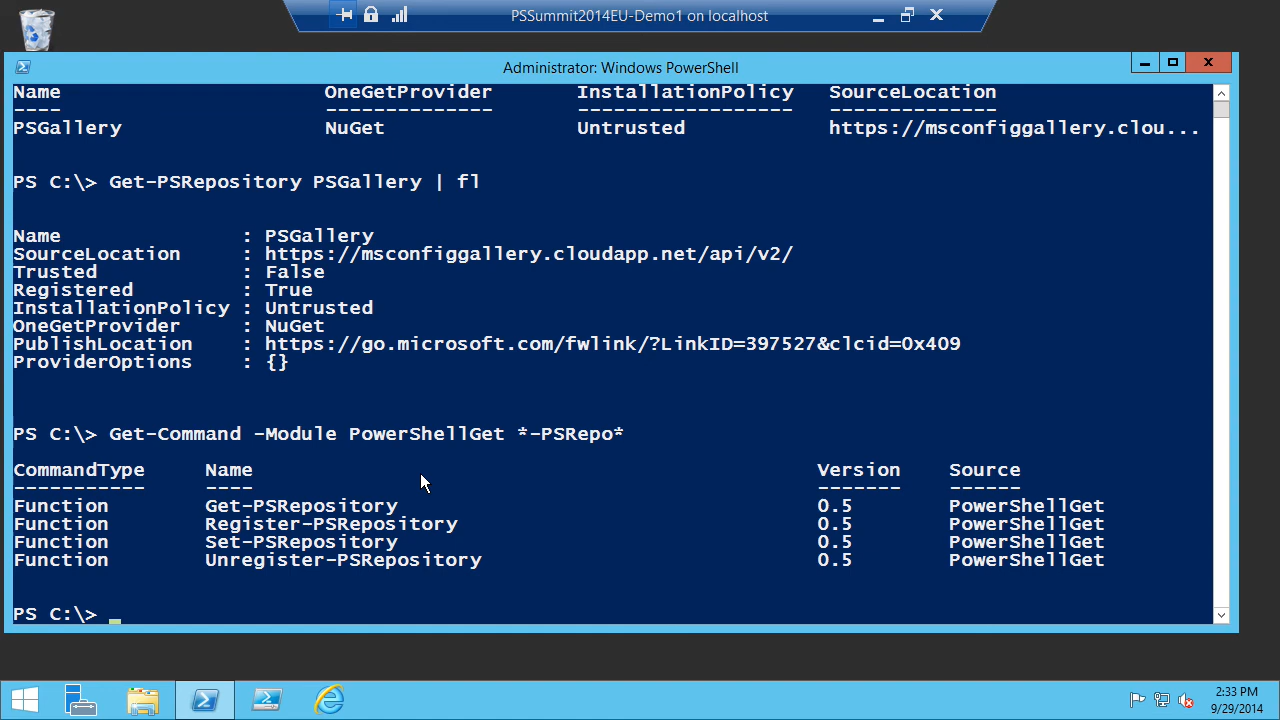 PSSummit2014EU-Demo1 on localhost
Administrator: Windows PowerShell
Name OneGetProvider InstallationPolicy SourceLocation
---- -------------- ------------------ --------------
PSGallery NuGet Untrusted https://msconfiggallery.clou...
PS C:\> Get-PSRepository PSGallery | fl
Name : PSGallery
SourceLocation : https://msconfiggallery.cloudapp.net/api/v2/
Trusted : False
Registered : True
InstallationPolicy : Untrusted
OneGetProvider : NuGet
PublishLocation : https://go.microsoft.com/fwlink/?LinkID=397527&clcid=0x409
ProviderOptions : {}
PS C:\> Get-Command -Module PowerShellGet *-PSRepo*
CommandType Name Version Source
----------- ---- ------- ------
Function Get-PSRepository 0.5 PowerShellGet
Function Register-PSRepository 0.5 PowerShellGet
Function Set-PSRepository 0.5 PowerShellGet
Function Unregister-PSRepository 0.5 PowerShellGet
PS C:\> _
2:33 PM
9/29/2014